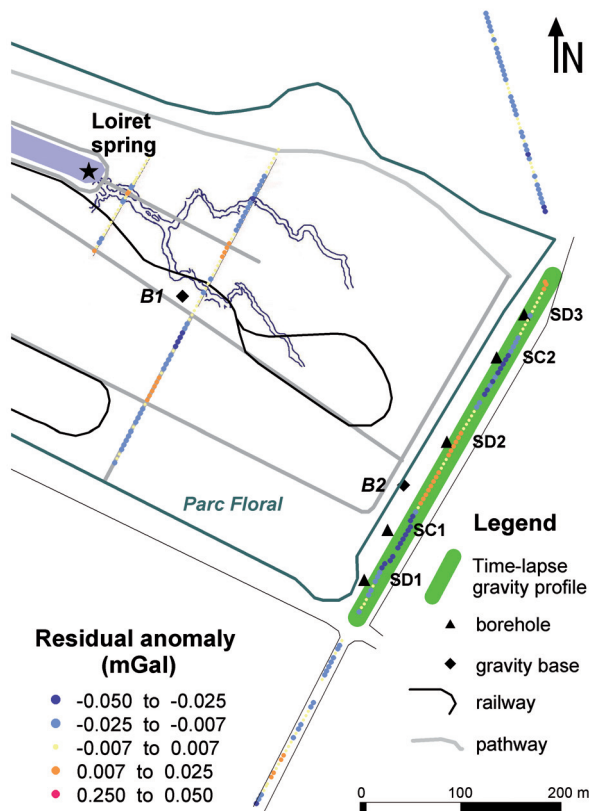 N
Loiret
spring
B1
SD3
SC2
SD2
B2
Parc Floral
SC1
SD1
Legend
Time-lapse
gravity profile
borehole
gravity base
railway
pathway
Residual anomaly
(mGal)
-0.050 to -0.025
-0.025 to -0.007
-0.007 to 0.007
0.007 to 0.025
0.250 to 0.050
0 100 200 m